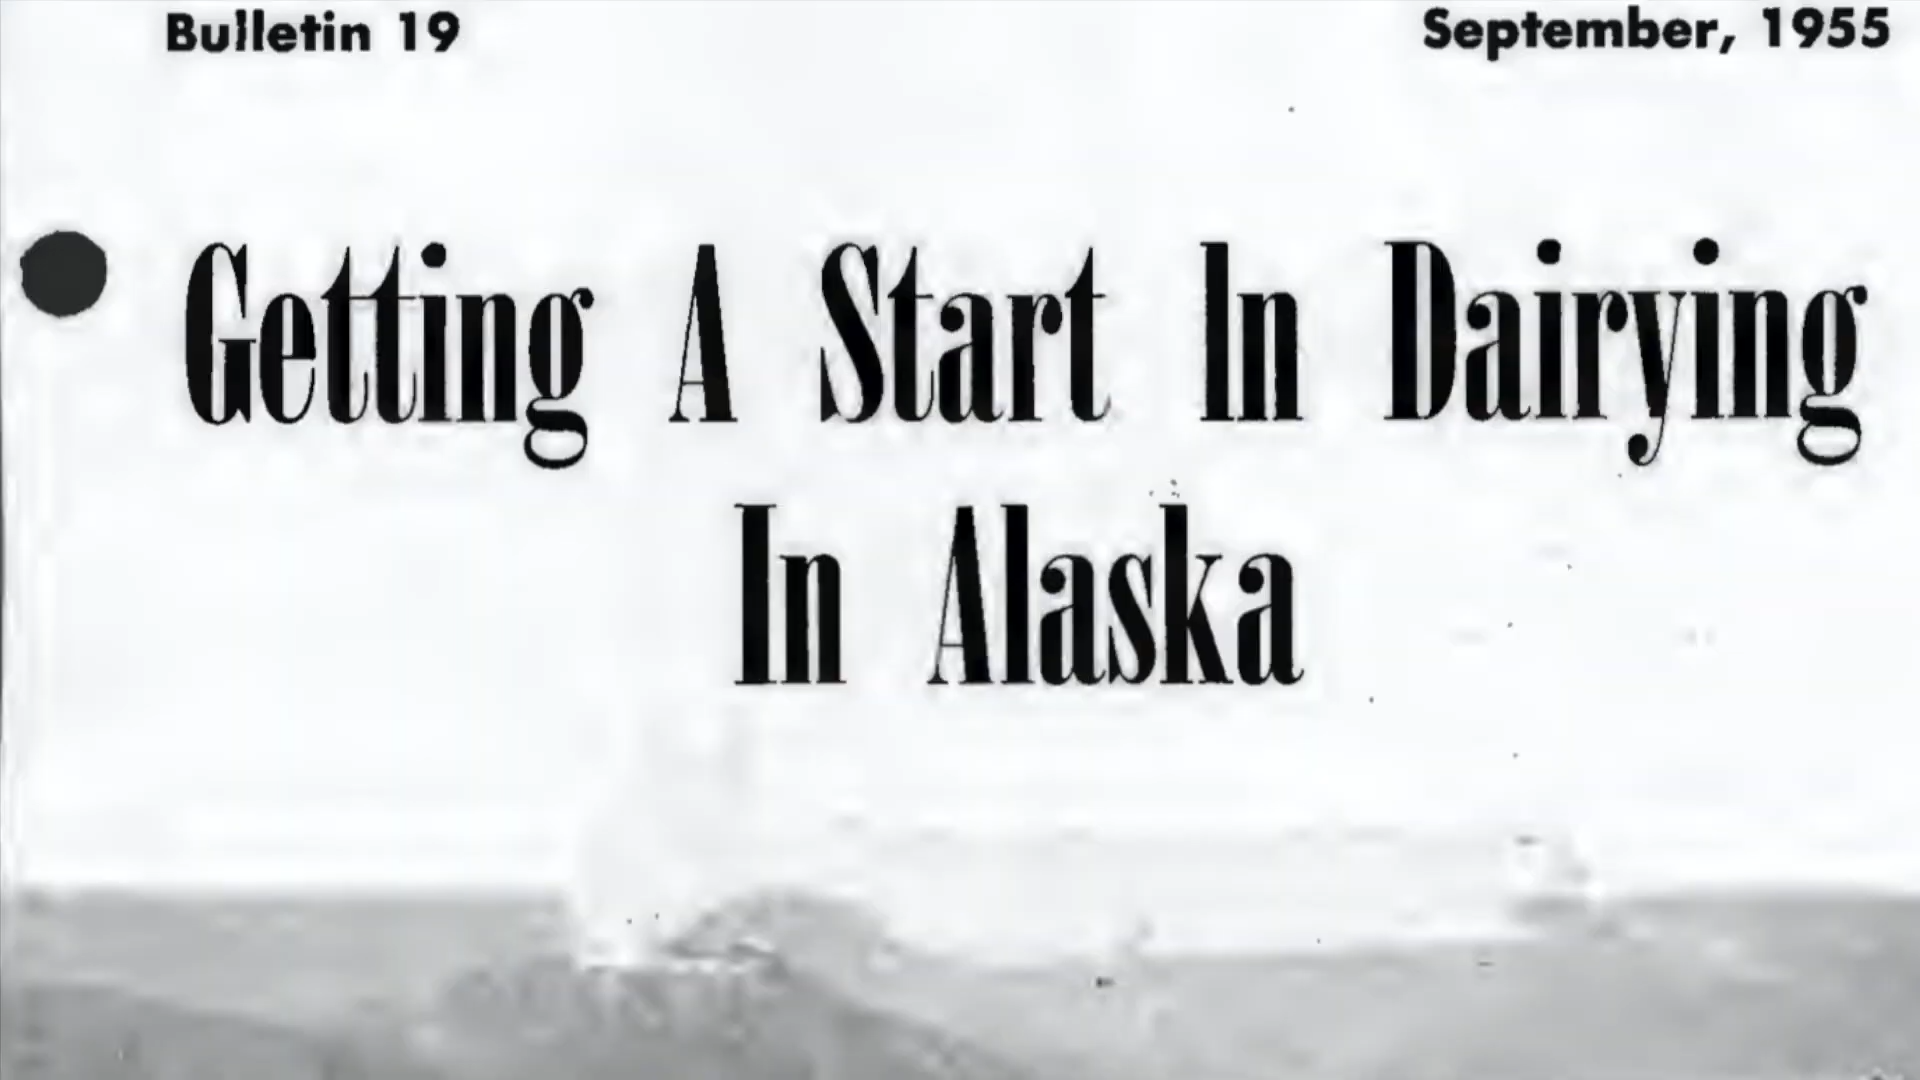 Bulletin 19
September, 1955
Getting A Start In Dairying
In Alaska